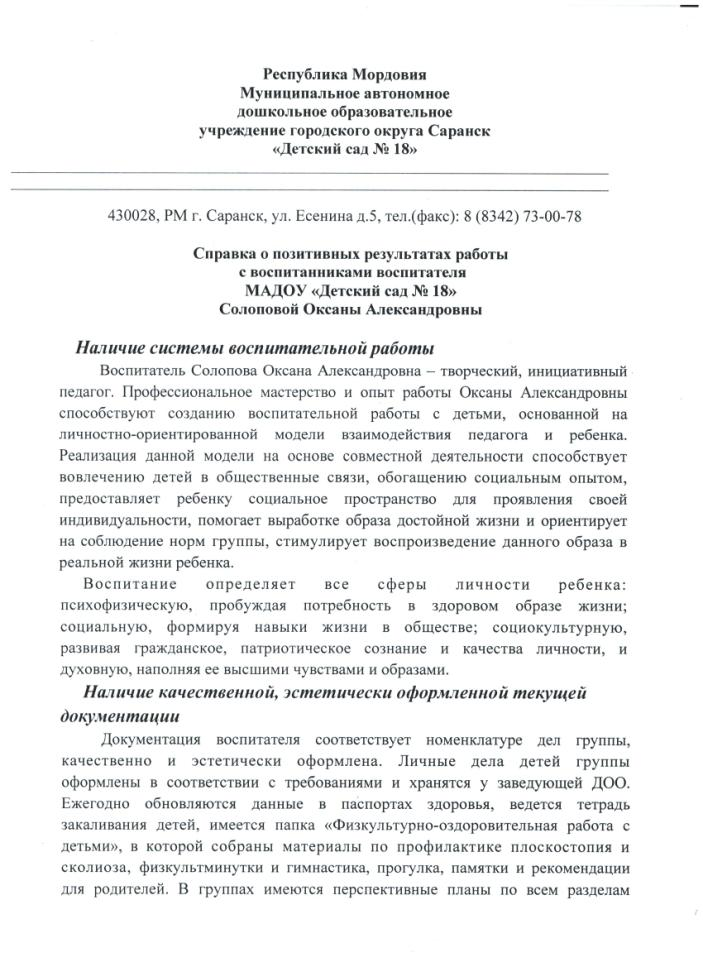 Республика Мордовия
Муниципальное автономное
дошкольное образовательное
учреждение городского округа Саранск
«Детский сад № 18»
430028, РМ г. Саранск, ул. Есенина д.5, тел.(факс): 8 (8342) 73-00-78
Справка о позитивных результатах работы
с воспитанниками воспитателя
МАДОУ «Детский сад № 18»
Солоповой Оксаны Александровны
Наличие системы воспитательной работы
Воспитатель Солопова Оксана Александровна – творческий, инициативный
педагог. Профессиональное мастерство и опыт работы Оксаны Александровны
способствуют созданию воспитательной работы с детьми, основанной на
личностно-ориентированной модели взаимодействия педагога и ребенка.
Реализация данной модели на основе совместной деятельности способствует
вовлечению детей в общественные связи, обогащению социальным опытом,
предоставляет ребенку социальное пространство для проявления своей
индивидуальности, помогает выработке образа достойной жизни и ориентирует
на соблюдение норм группы, стимулирует воспроизведение данного образа в
реальной жизни ребенка.
Воспитание определяет все сферы личности ребенка:
психофизическую, пробуждая потребность в здоровом образе жизни;
социальную, формируя навыки жизни в обществе; социокультурную,
развивая гражданское, патриотическое сознание и качества личности, и
духовную, наполняя ее высшими чувствами и образами.
Наличие качественной, эстетически оформленной текущей
документации
Документация воспитателя соответствует номенклатуре дел группы,
качественно и эстетически оформлена. Личные дела детей группы
оформлены в соответствии с требованиями и хранятся у заведующей ДОО.
Ежегодно обновляются данные в паспортах здоровья, ведется тетрадь
закаливания детей, имеется папка «Физкультурно-оздоровительная работа с
детьми», в которой собраны материалы по профилактике плоскостопия и
сколиоза, физкультминутки и гимнастика, прогулка, памятки и рекомендации
для родителей. В группах имеются перспективные планы по всем разделам